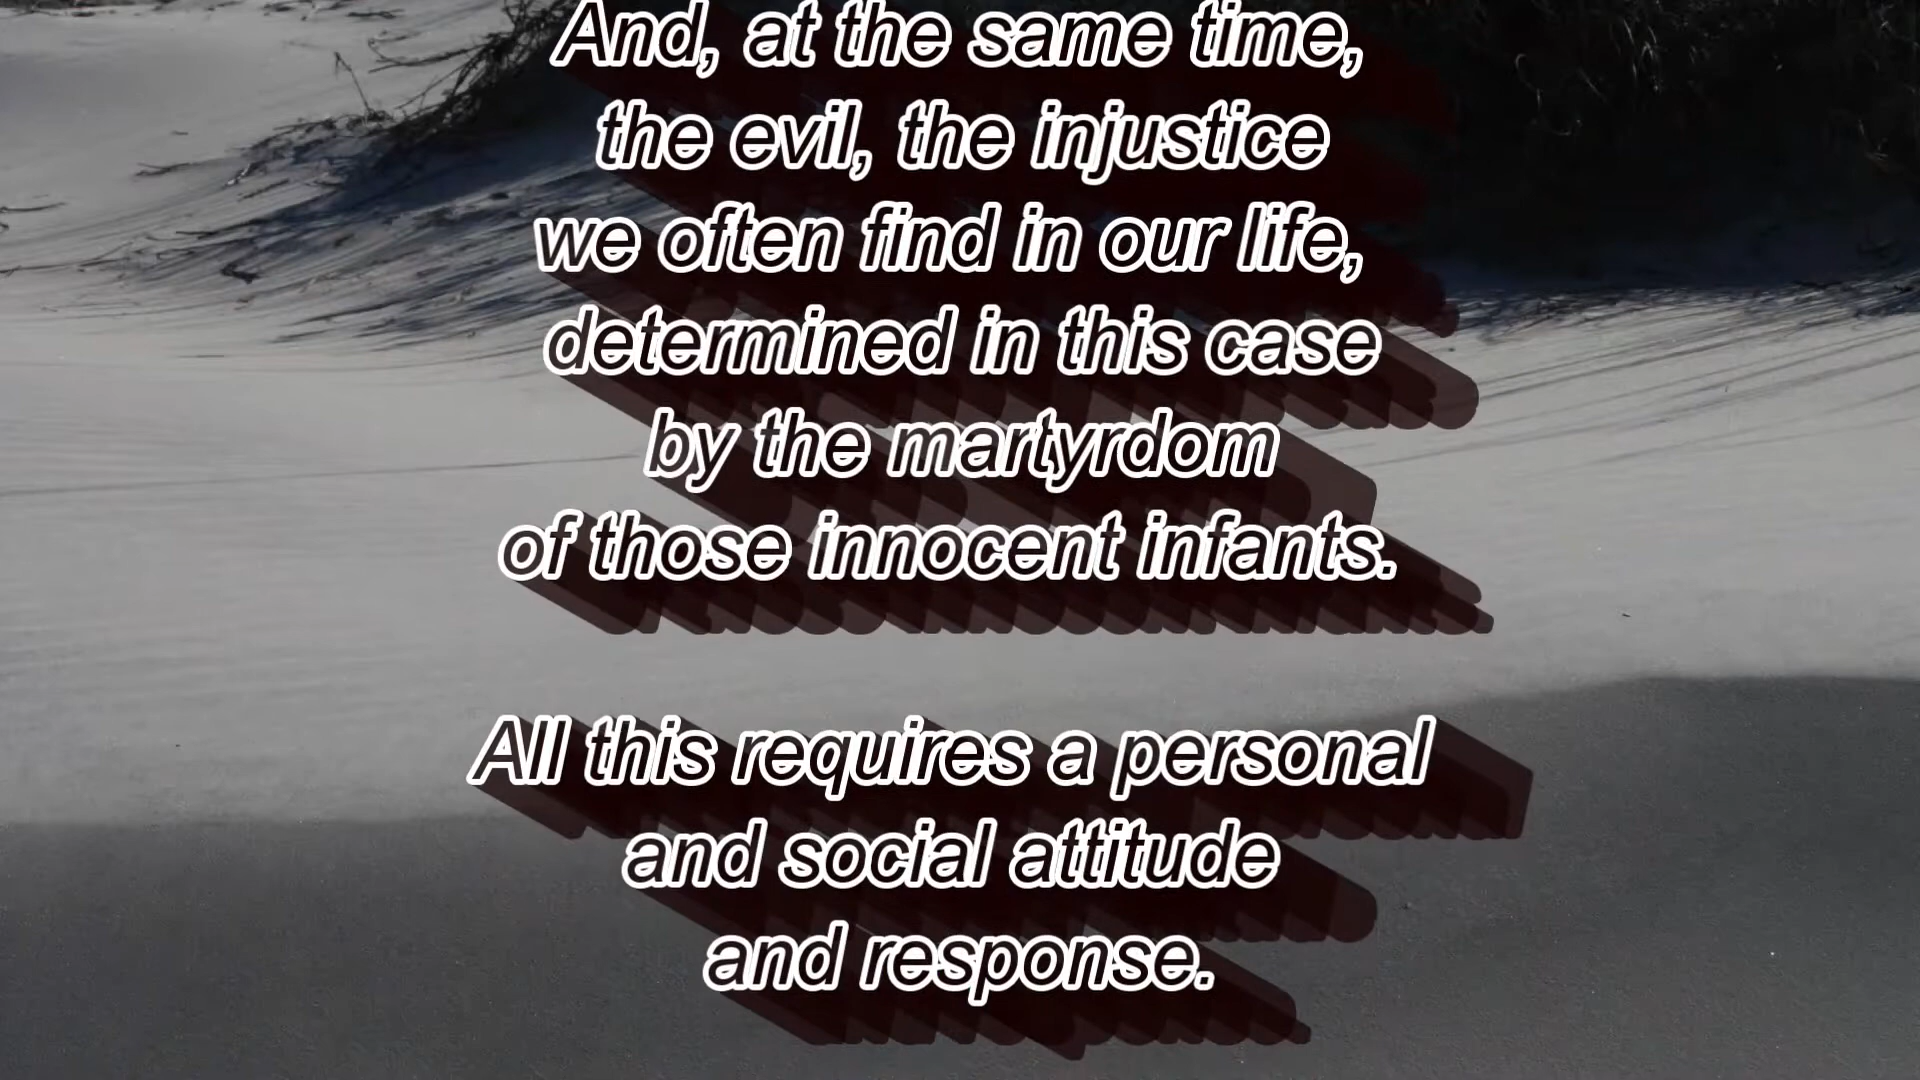 And, at the same time,
the evil, the injustice
we often find in our life,
determined in this case
by the martyrdom
of those innocent infants.
All this requires a personal
and social attitude
and response.